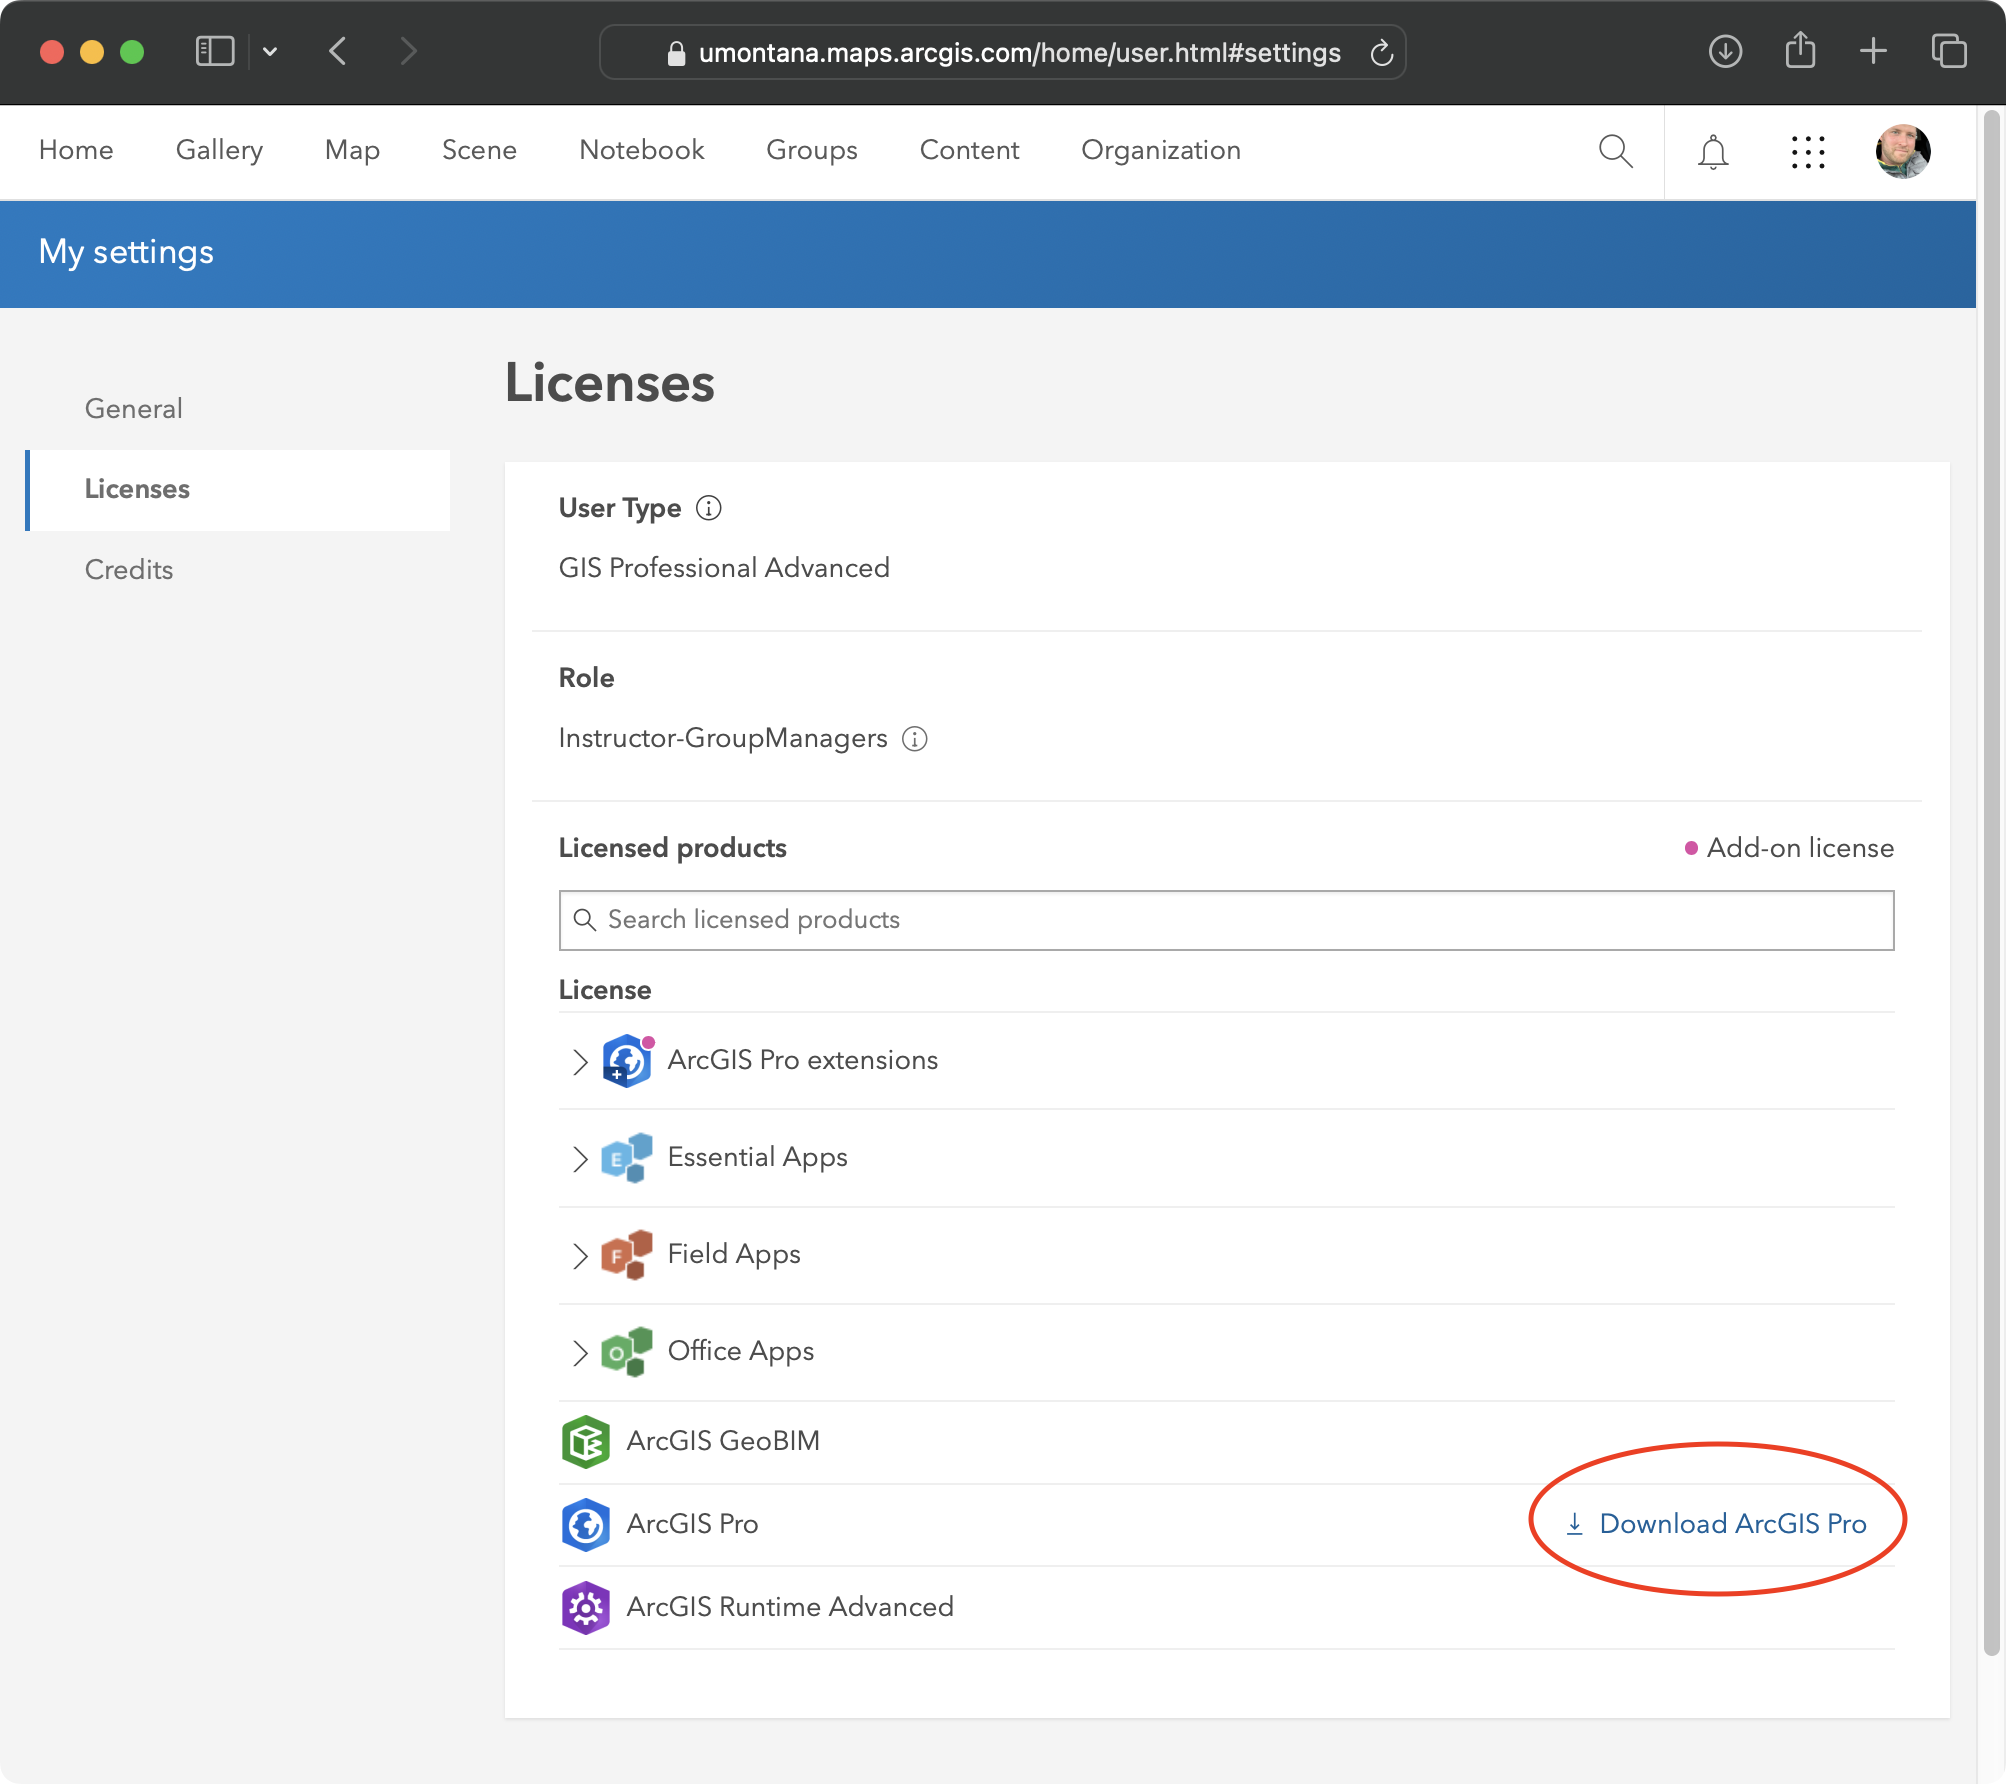 umontana.maps.arcgis.com/home/user.html#settings
Home Gallery Map Scene Notebook Groups Content Organization
My settings
General
Licenses
Credits
Licenses
User Type
GIS Professional Advanced
Role
Instructor-GroupManagers
Licensed products
Add-on license
Search licensed products
License
ArcGIS Pro extensions
E Essential Apps
F Field Apps
O Office Apps
ArcGIS GeoBIM
ArcGIS Pro
Download ArcGIS Pro
ArcGIS Runtime Advanced